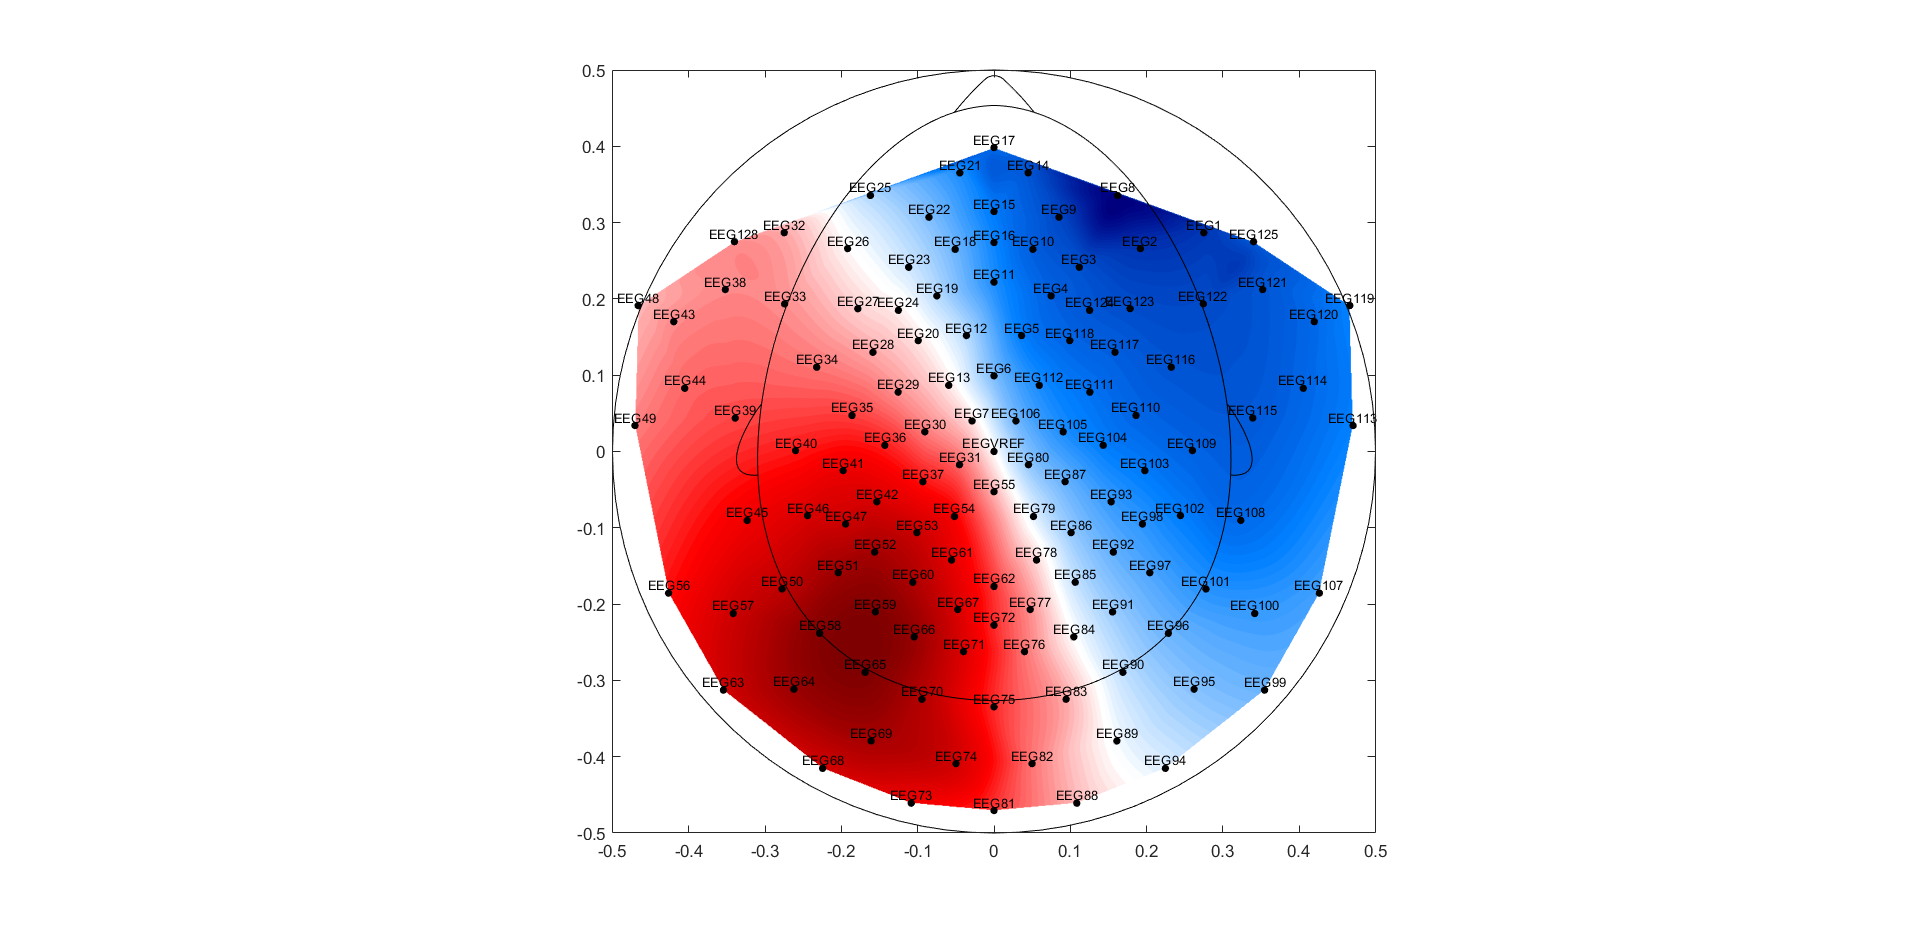 0.5
EEG17
0.4
EEG21 EEG14
EEG25 EEG8
EEG22 EEG15 EEG9
0.3
EEG128 EEG32 EEG26 EEG18 EEG16 EEG10 EEG2 EEG1 EEG125
EEG23 EEG3
EEG38 EEG19 EEG11 EEG4 EEG121
0.2
EEG48 EEG33 EEG27 EEG24 EEG124 EEG123 EEG122 EEG119
EEG43 EEG120
EEG20 EEG12 EEG5 EEG118
EEG28 EEG117
EEG34 EEG116
0.1
EEG44 EEG29 EEG13 EEG6 EEG112 EEG111 EEG114
EEG49 EEG39 EEG35 EEG7 EEG106 EEG110 EEG115 EEG113
EEG30 EEG105
EEG40 EEG36 EEGVREF EEG104 EEG109
0
EEG41 EEG31 EEG80 EEG103
EEG37 EEG55 EEG87
EEG42 EEG93
EEG45 EEG46 EEG47 EEG54 EEG79 EEG98 EEG102 EEG108
-0.1
EEG53 EEG86
EEG52 EEG61 EEG78 EEG92
EEG51 EEG97
EEG56 EEG50 EEG60 EEG62 EEG85 EEG101 EEG107
-0.2
EEG57 EEG59 EEG67 EEG77 EEG91 EEG100
EEG58 EEG66 EEG72 EEG84 EEG96
EEG71 EEG76
EEG65 EEG90
-0.3
EEG63 EEG64 EEG70 EEG75 EEG83 EEG95 EEG99
EEG69 EEG89
-0.4
EEG68 EEG74 EEG82 EEG94
EEG73 EEG81 EEG88
-0.5
-0.5 -0.4 -0.3 -0.2 -0.1 0 0.1 0.2 0.3 0.4 0.5